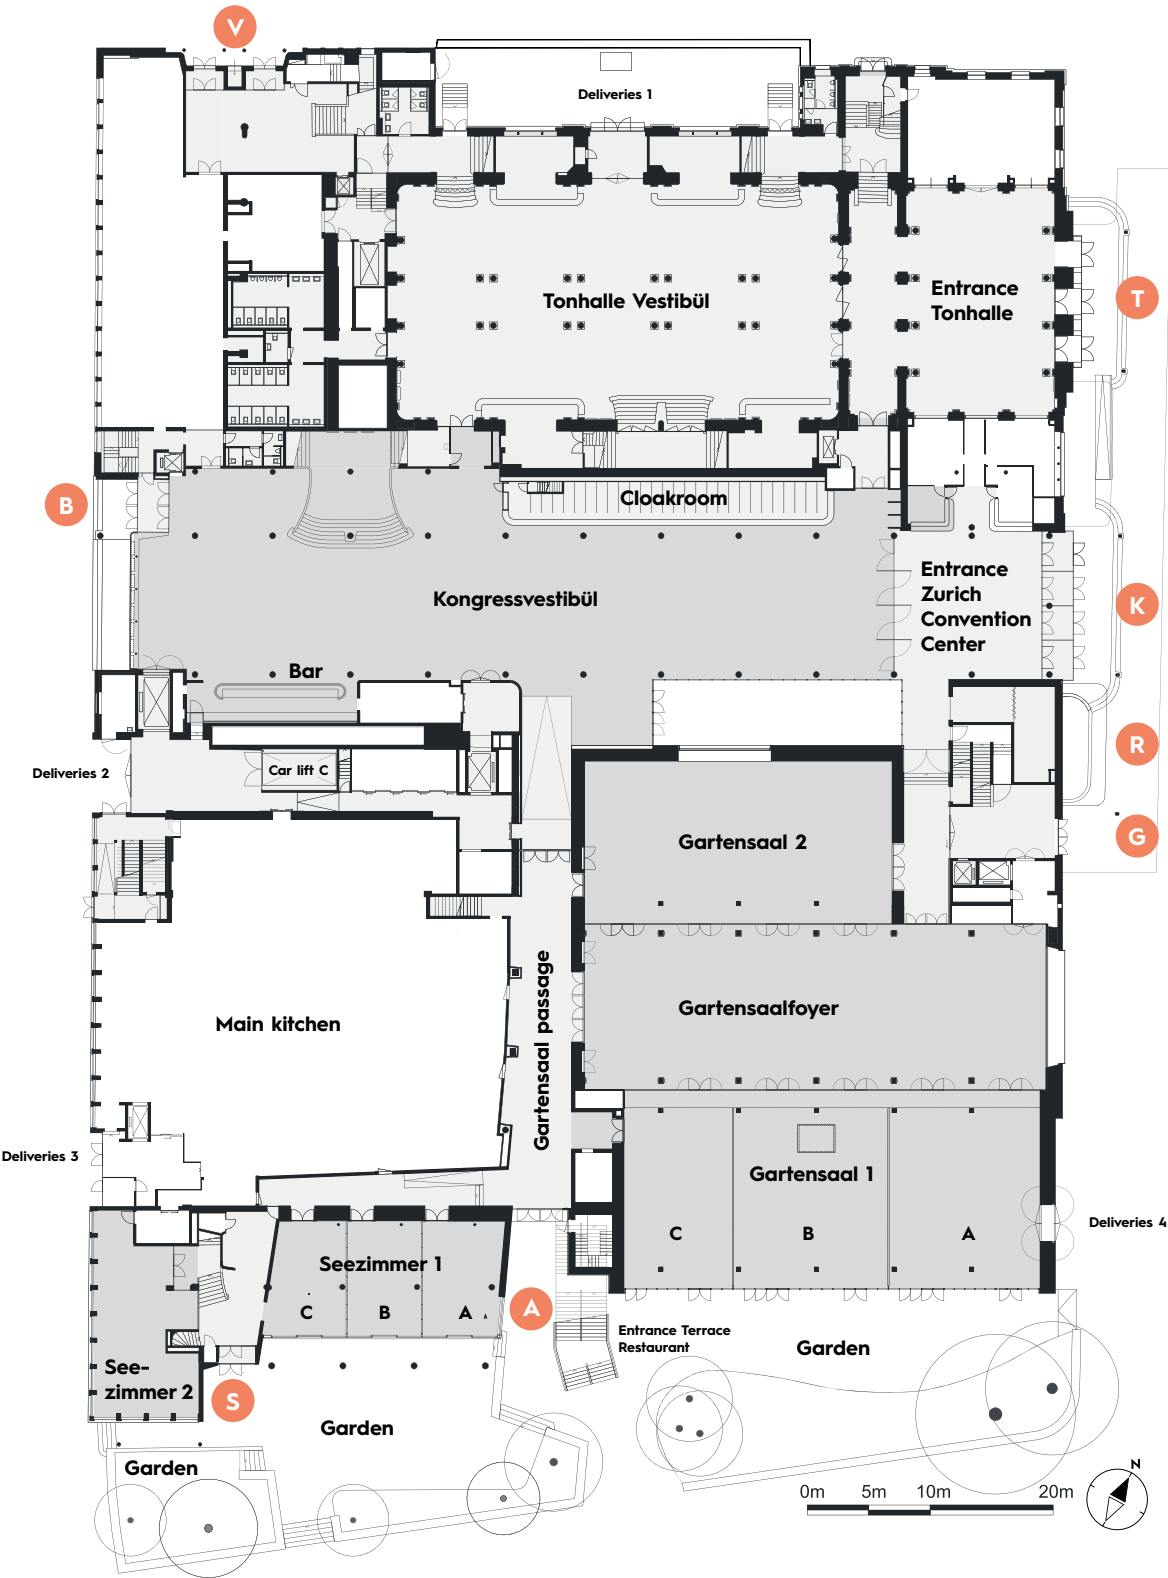 V
Deliveries 1
Tonhalle Vestibül
Entrance
Tonhalle
T
B
Cloakroom
Kongressvestibül
Entrance
Zurich
Convention
Center
K
Bar
R
Deliveries 2
Car lift C
G
Gartensaal 2
Gartensaal passage
Gartensaalfoyer
Main kitchen
Deliveries 3
Gartensaal 1
C
B
A
Deliveries 4
Seezimmer 1
C
B
A
A
Entrance Terrace
Restaurant
Garden
See-
zimmer 2
S
Garden
Garden
N
0m
5m
10m
20m